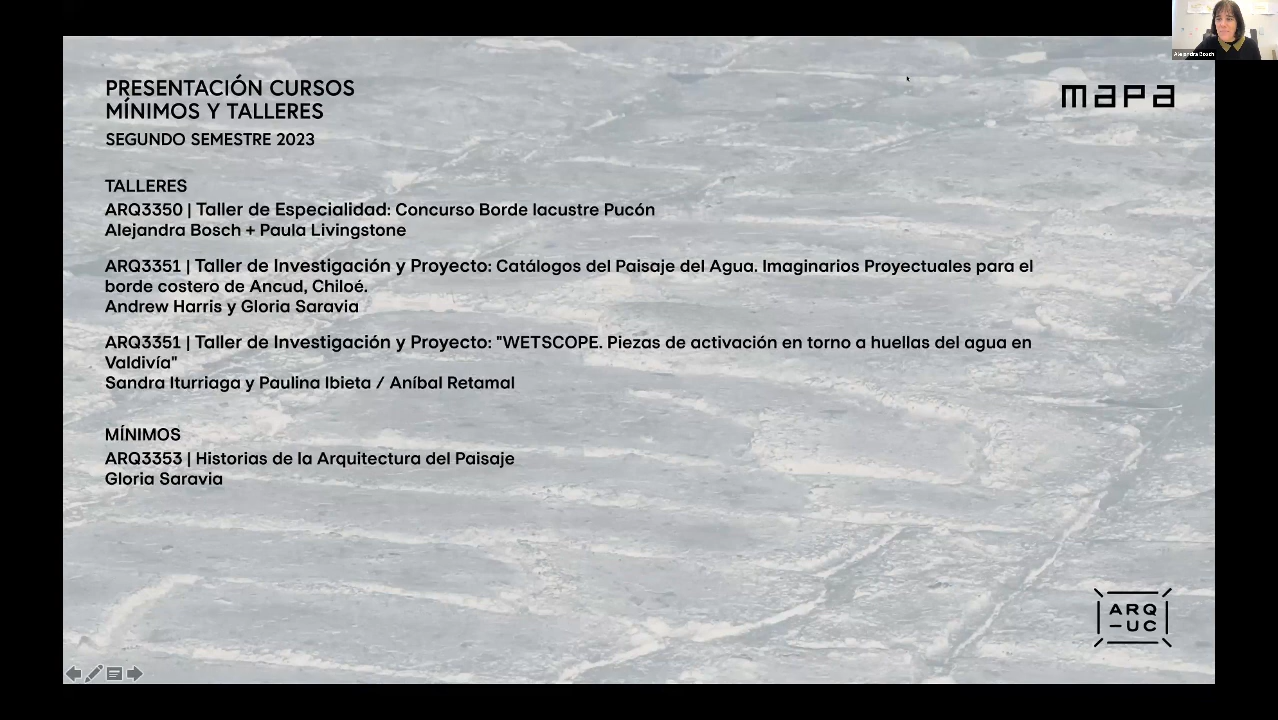 Alejandra Bosch
PRESENTACIÓN CURSOS
MÍNIMOS Y TALLERES
SEGUNDO SEMESTRE 2023
mapa
TALLERES
ARQ3350 | Taller de Especialidad: Concurso Borde lacustre Pucón
Alejandra Bosch + Paula Livingstone
ARQ3351 | Taller de Investigación y Proyecto: Catálogos del Paisaje del Agua. Imaginarios Proyectuales para el
borde costero de Ancud, Chiloé.
Andrew Harris y Gloria Saravia
ARQ3351 | Taller de Investigación y Proyecto: "WETSCOPE. Piezas de activación en torno a huellas del agua en
Valdivía"
Sandra Iturriaga y Paulina Ibieta / Aníbal Retamal
MÍNIMOS
ARQ3353 | Historias de la Arquitectura del Paisaje
Gloria Saravia
ARQ
–UC